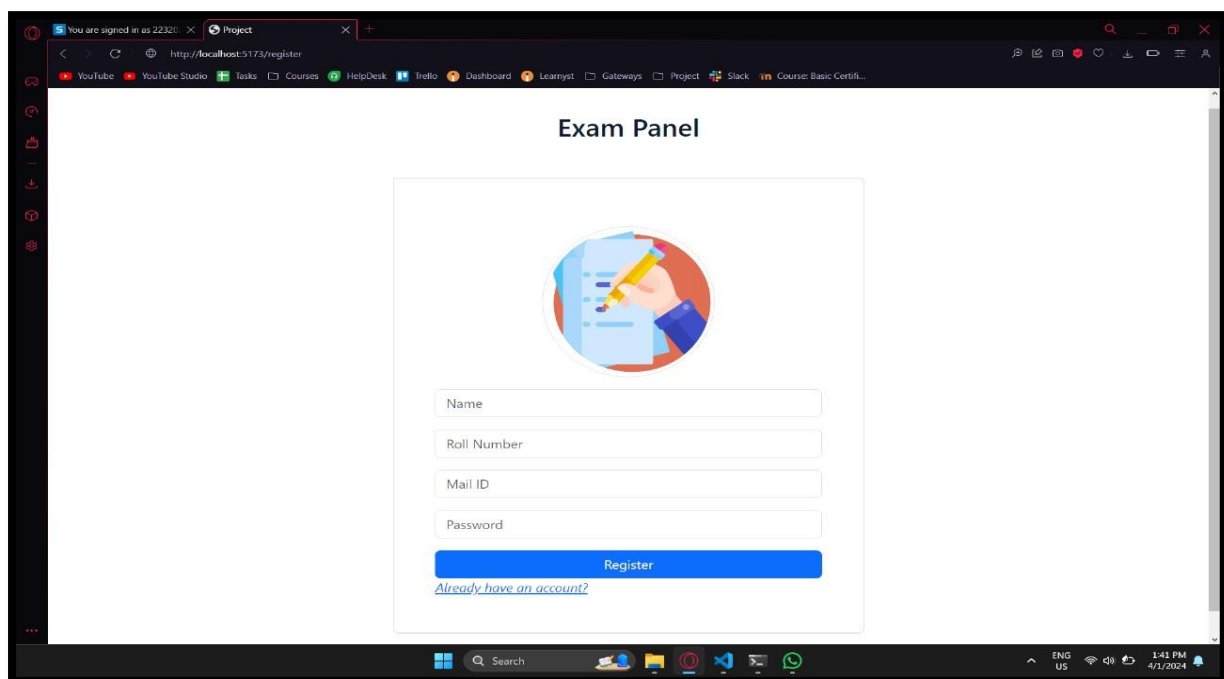 You are signed in as 22320 Project
http://localhost:5173/register
YouTube YouTube Studio Tasks Courses HelpDesk Trello Dashboard Learnyst Gateways Project Slack Course: Basic Certifi...
Exam Panel
Name
Roll Number
Mail ID
Password
Register
Already have an account?
Search
ENG
US
1:41 PM
4/1/2024